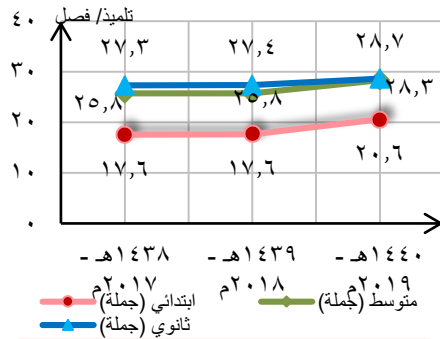 تلميذ/ فصل
٤٠
٣٠
٢٠
١٠
٠
٢٧,٣
٢٧,٤
٢٨,٧
٢٥,٨
٢٥,٨
٢٨,٣
١٧,٦
١٧,٦
٢٠,٦
١٤٣٨هـ -
٢٠١٧م
١٤٣٩هـ -
٢٠١٨م
١٤٤٠هـ -
٢٠١٩م
ابتدائي (جملة)
متوسط (جملة)
ثانوي (جملة)